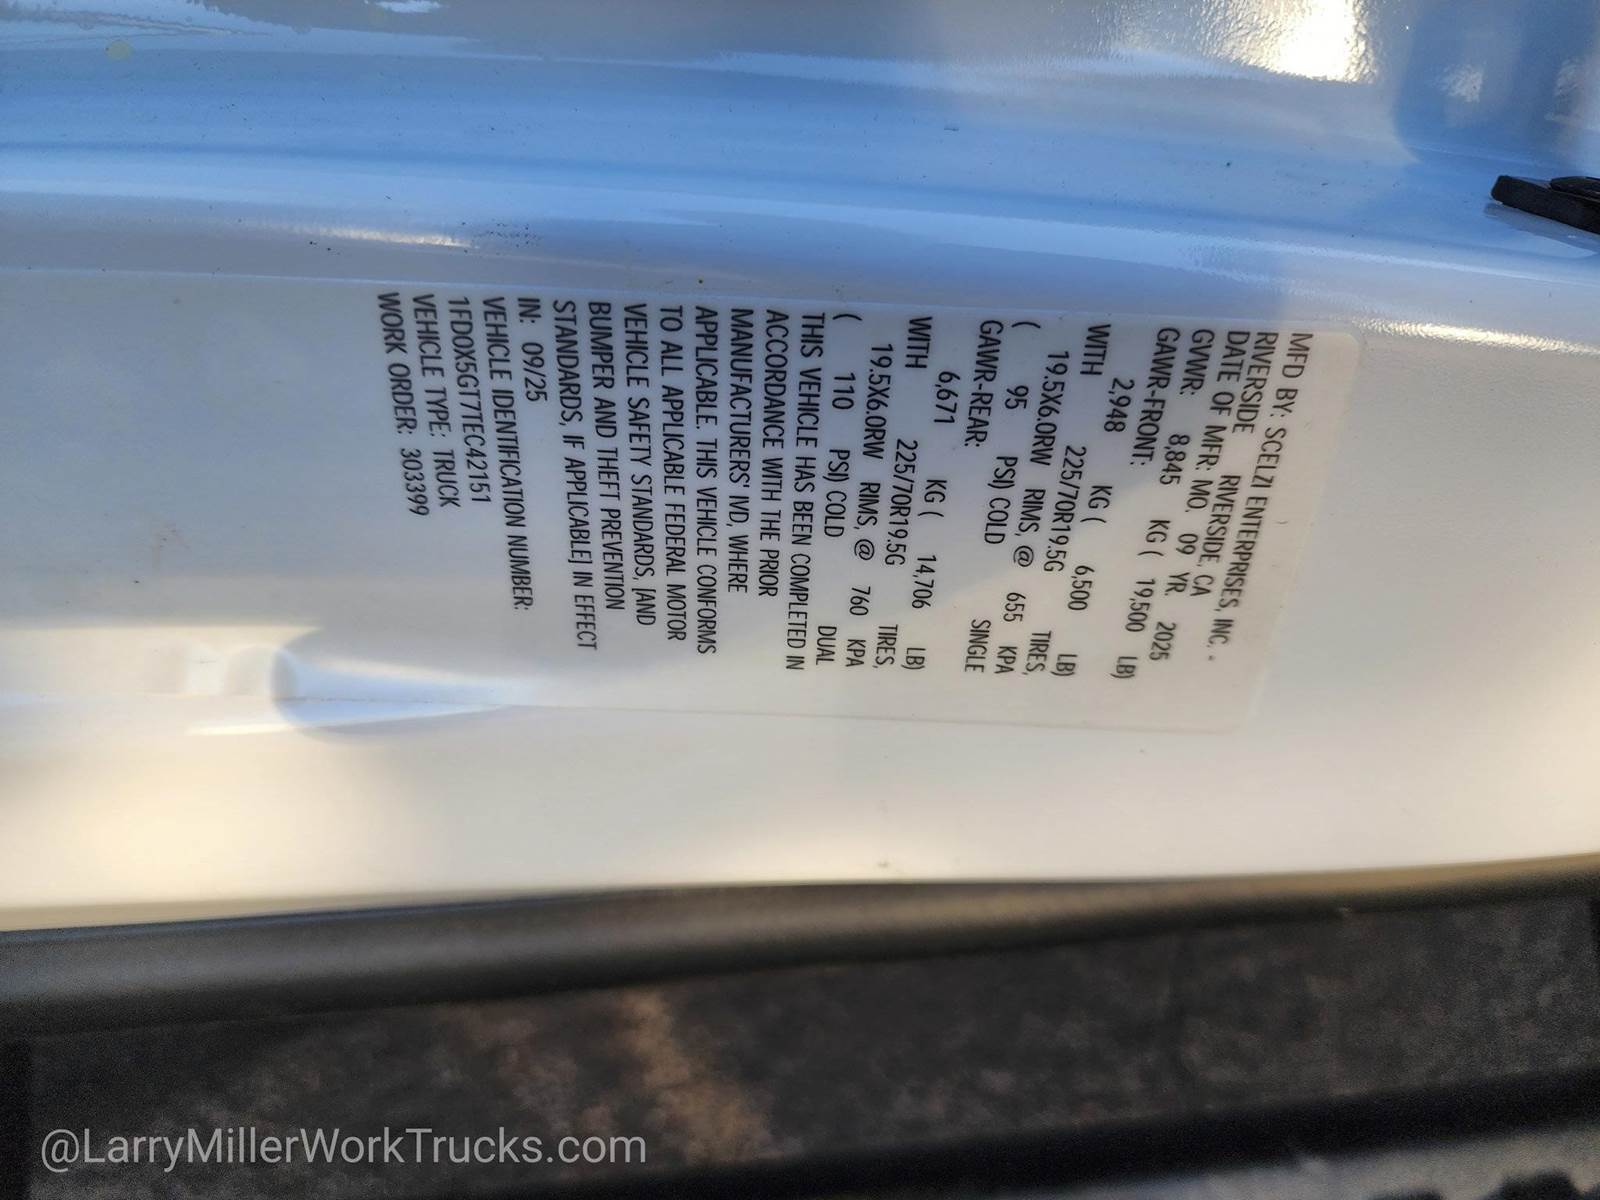 MFD BY: SCELZI ENTERPRISES, INC. -
RIVERSIDE RIVERSIDE, CA
DATE OF MFR: MO. 09 YR. 2025
GVWR: 8,845 KG ( 19,500 LB)
GAWR-FRONT:
2,948 KG ( 6,500 LB)
WITH 225/70R19.5G TIRES,
19.5X6.0RW RIMS, @ 655 KPA
( 95 PSI) COLD SINGLE
GAWR-REAR:
6,671 KG ( 14,706 LB)
WITH 225/70R19.5G TIRES,
19.5X6.0RW RIMS, @ 760 KPA
( 110 PSI) COLD DUAL
THIS VEHICLE HAS BEEN COMPLETED IN
ACCORDANCE WITH THE PRIOR
MANUFACTURERS' IVD, WHERE
APPLICABLE. THIS VEHICLE CONFORMS
TO ALL APPLICABLE FEDERAL MOTOR
VEHICLE SAFETY STANDARDS, [AND
BUMPER AND THEFT PREVENTION
STANDARDS, IF APPLICABLE] IN EFFECT
IN: 09/25
VEHICLE IDENTIFICATION NUMBER:
1FD0X5GT7TEC42151
VEHICLE TYPE: TRUCK
WORK ORDER: 303399
@LarryMillerWorkTrucks.com